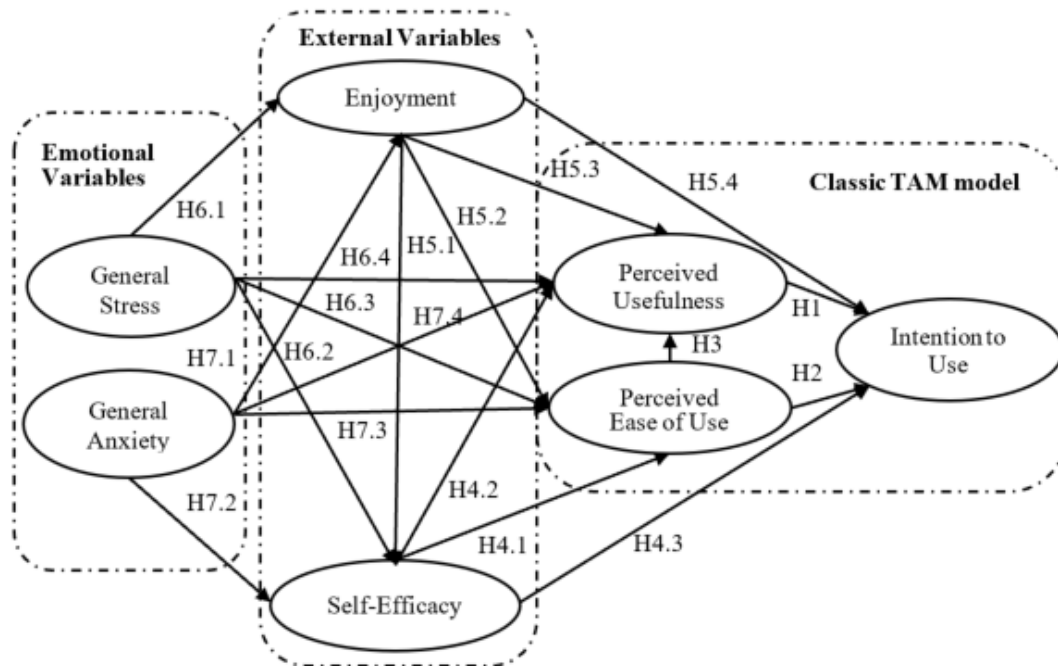 External Variables
Enjoyment
Emotional
Variables
H5.3
Classic TAM model
H5.4
H6.1
H5.2
H5.1
General
Stress
H6.4
Perceived
Usefulness
H6.3
H7.4
H1
Intention to
Use
H6.2
H7.1
H3
H2
General
Anxiety
Perceived
Ease of Use
H7.3
H4.2
H7.2
H4.1
H4.3
Self-Efficacy